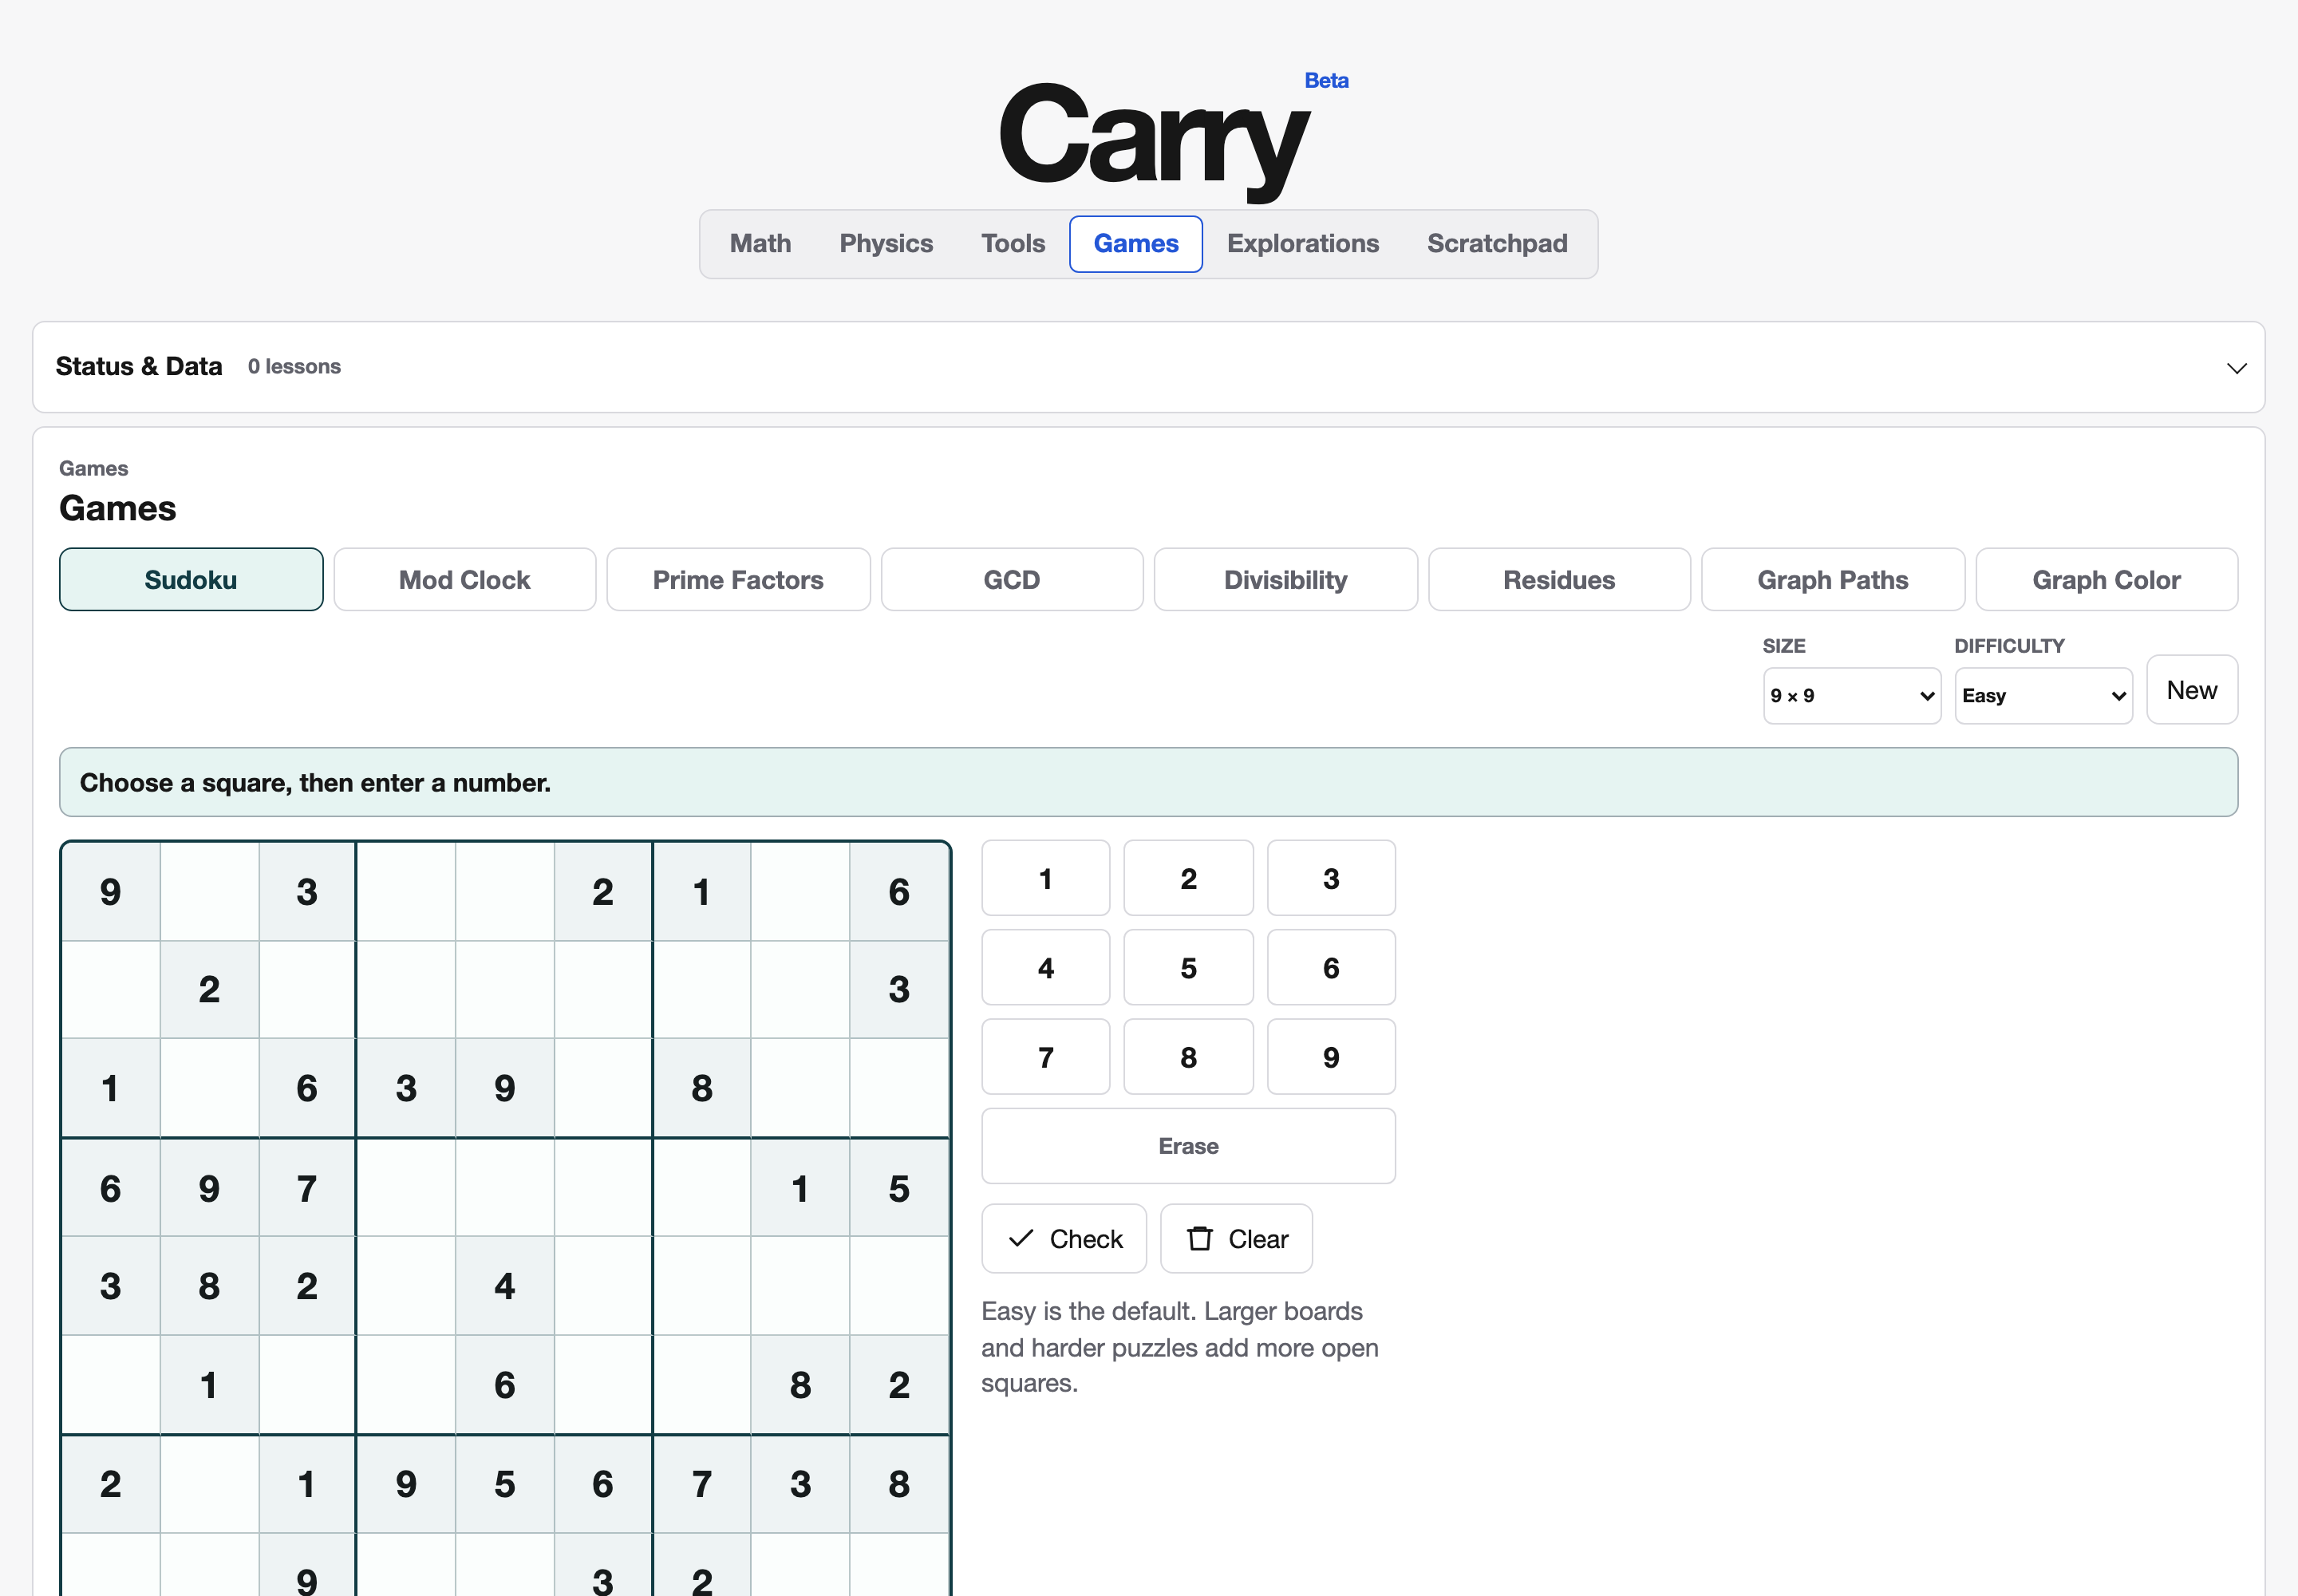 Carry Beta
Math Physics Tools Games Explorations Scratchpad
Status & Data 0 lessons
Games
Games
Sudoku Mod Clock Prime Factors GCD Divisibility Residues Graph Paths Graph Color
SIZE DIFFICULTY
9 × 9 Easy New
Choose a square, then enter a number.
9 3 2 1 6
2 3
1 6 3 9 8
6 9 7 1 5
3 8 2 4
1 6 8 2
2 1 9 5 6 7 3 8
9 3 2
1 2 3
4 5 6
7 8 9
Erase
Check Clear
Easy is the default. Larger boards
and harder puzzles add more open
squares.